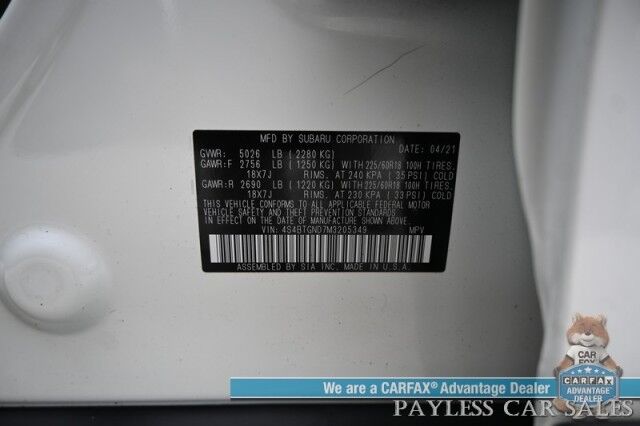 MFD BY SUBARU CORPORATION
DATE: 04/21
GVWR: 5026 LB (2280 KG)
GAWR:F 2756 LB (1250 KG) WITH 225/60R18 100H TIRES.
18X7J RIMS. AT 240 KPA (35 PSI) COLD
GAWR:R 2690 LB (1220 KG) WITH 225/60R18 100H TIRES.
18X7J RIMS. AT 230 KPA (33 PSI) COLD
THIS VEHICLE CONFORMS TO ALL APPLICABLE FEDERAL MOTOR
VEHICLE SAFETY, BUMPER, AND THEFT PREVENTION STANDARDS
IN EFFECT ON THE DATE OF MANUFACTURE SHOWN ABOVE.
VIN: 4S4BTGND7M3205349 MPV
ASSEMBLED BY SIA INC. MADE IN U.S.A.
CAR
FOX
CARFAX
ADVANTAGE
DEALER
We are a CARFAX® Advantage Dealer
PAYLESS CAR SALES